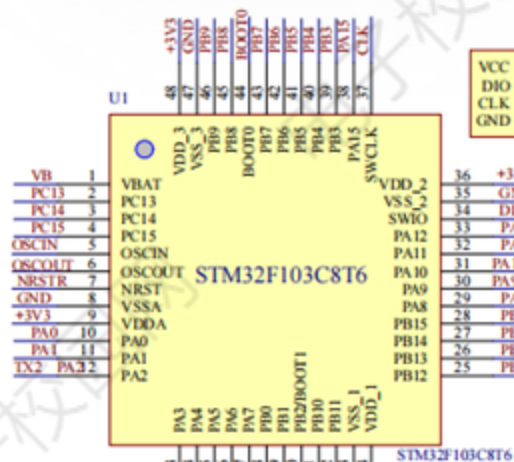 +3V3
GND
PB9
PB8
BOOT0
PB7
PB6
PB5
PB4
PB3
PA15
CLK
48
47
46
45
44
43
42
41
40
39
38
37
U1
VCC
DIO
CLK
GND
VDD_3
VSS_3
PB9
PB8
BOOT0
PB7
PB6
PB5
PB4
PB3
PA15
SWCLK
VB 1 VBAT
PC13 2 PC13
PC14 3 PC14
PC15 4 PC15
OSCIN 5 OSCIN
OSCOUT 6 OSCOUT
NRSTR 7 NRST
GND 8 VSSA
+3V3 9 VDDA
PA0 10 PA0
PA1 11 PA1
TX2 PA2 12 PA2
STM32F103C8T6
VDD_2 36
VSS_2 35
SWIO 34
PA12 33
PA11 32
PA10 31
PA9 30
PA8 29
PB15 28
PB14 27
PB13 26
PB12 25
PA3
PA4
PA5
PA6
PA7
PB0
PB1
PB2/BOOT1
PB10
PB11
VSS_1
VDD_1
STM32F103C8T6